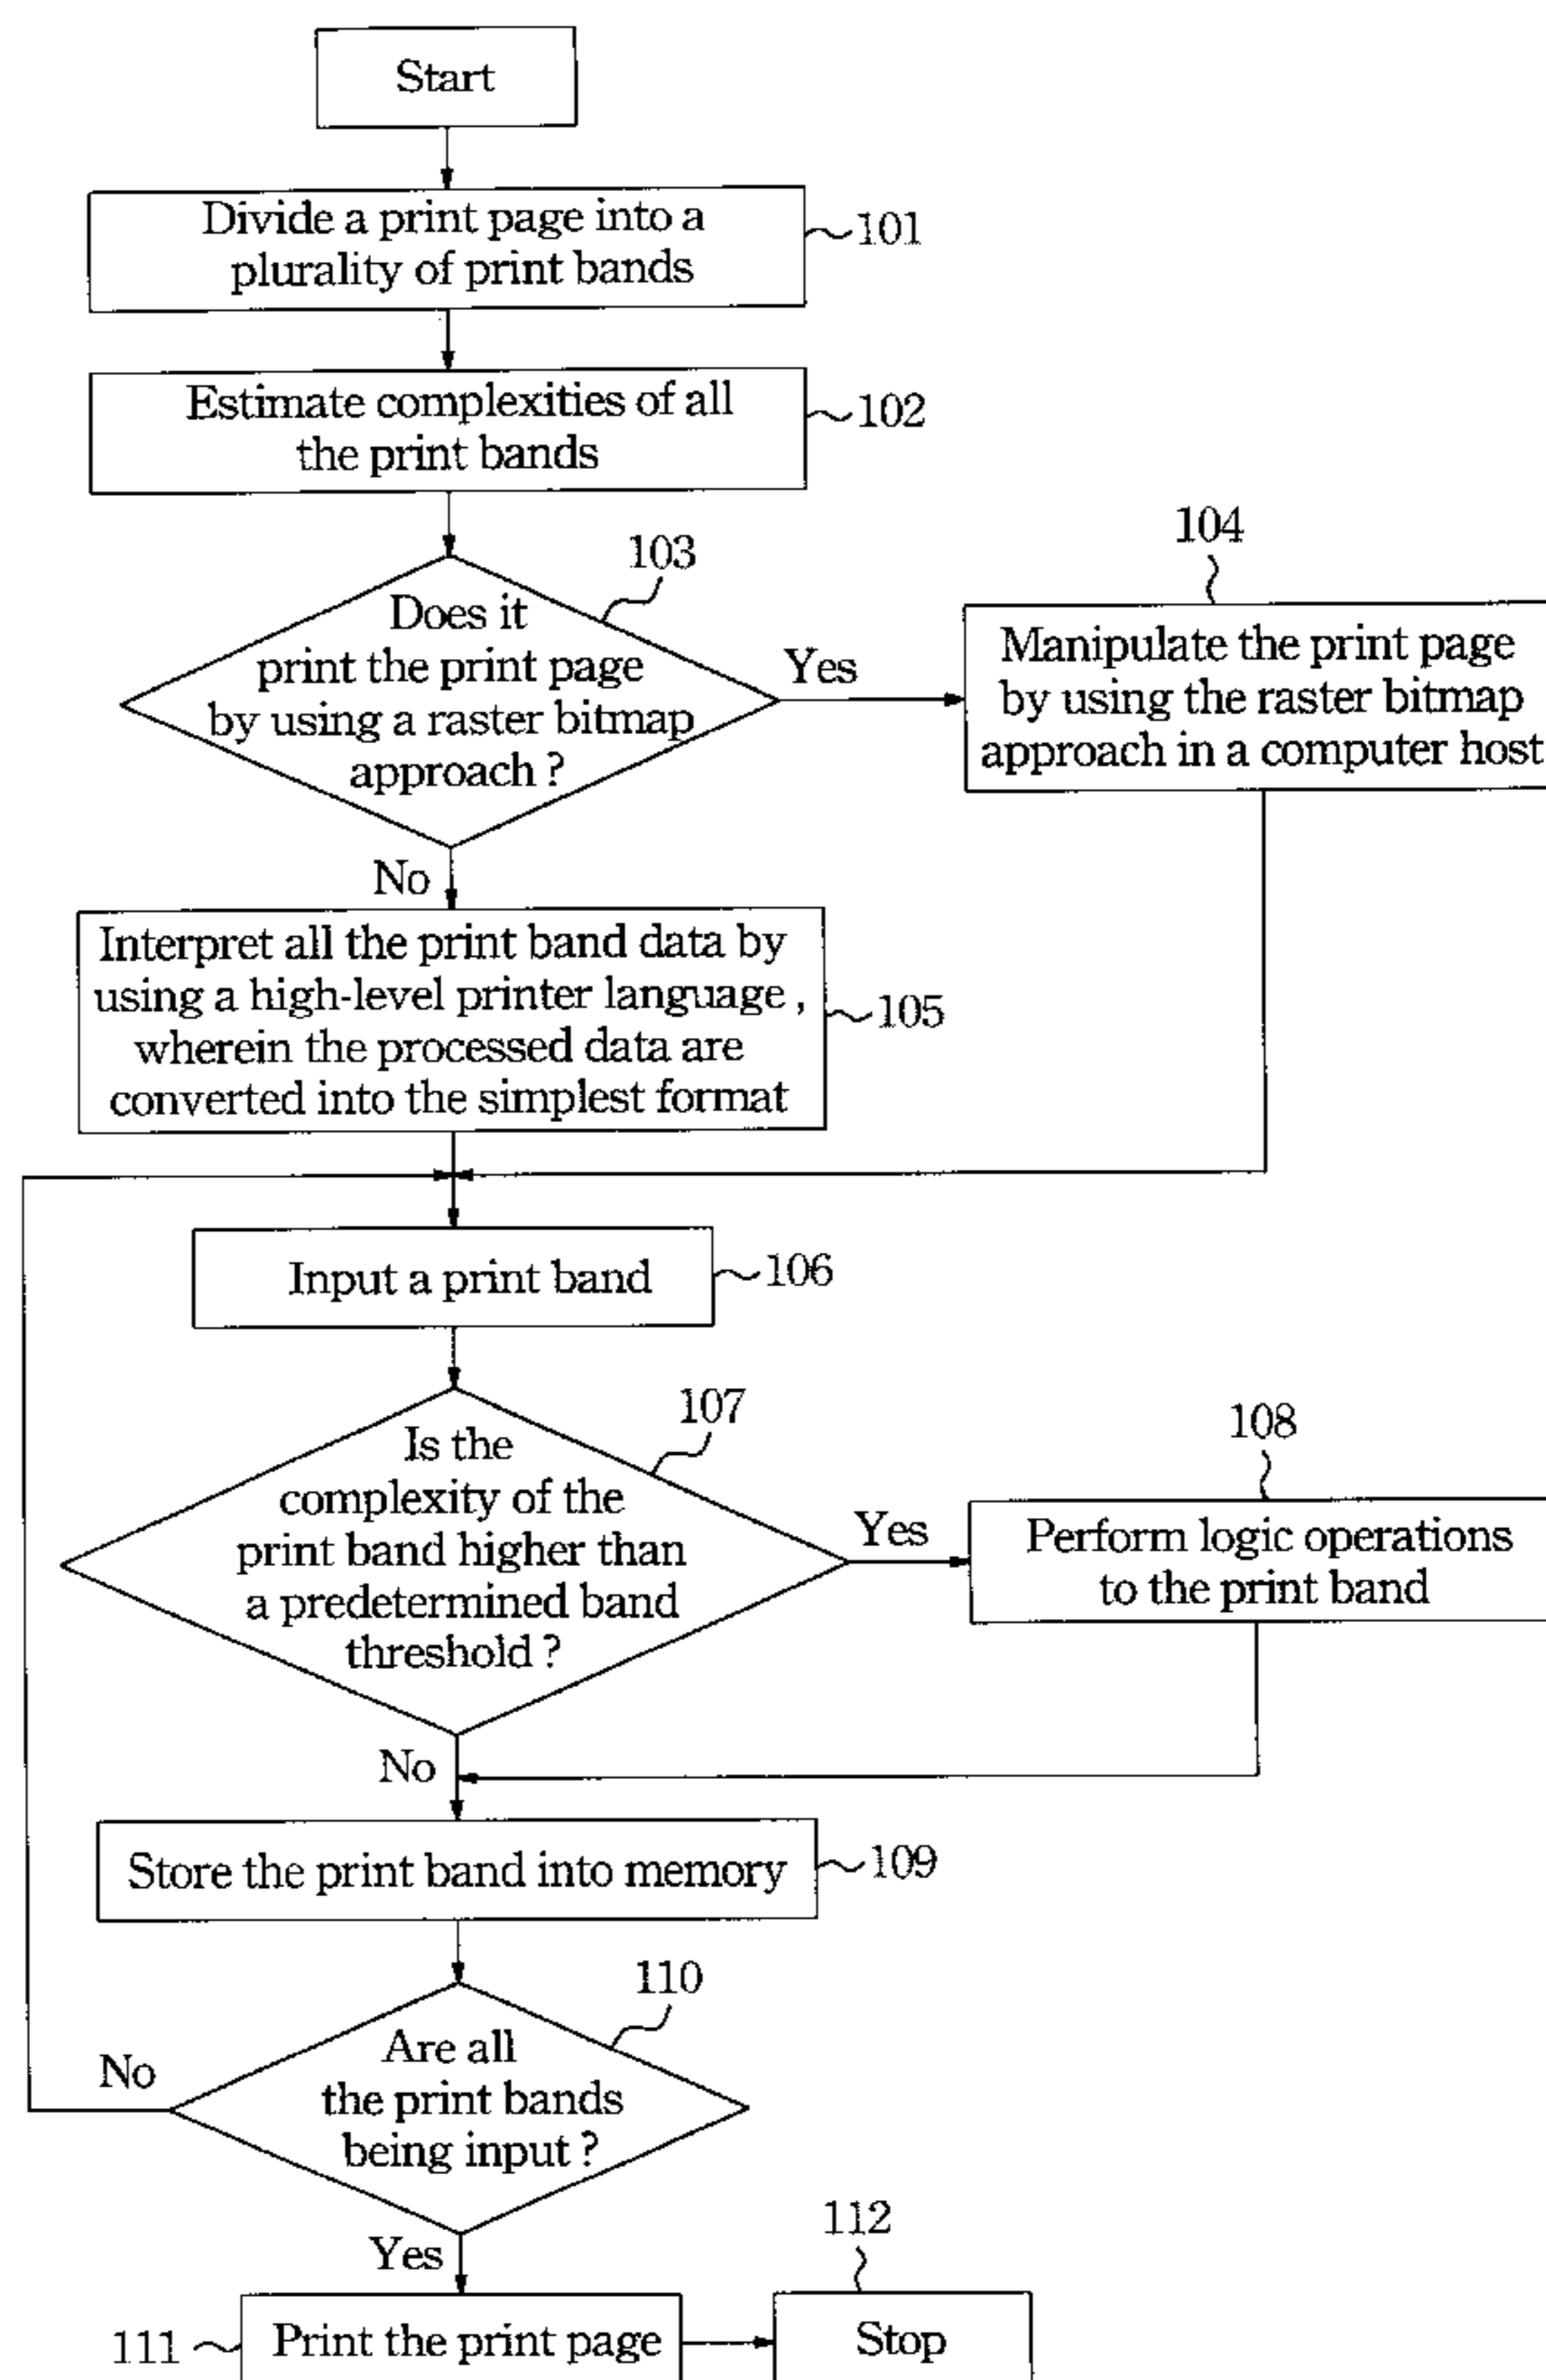 Start
Divide a print page into a
plurality of print bands
101
Estimate complexities of all
the print bands
102
103
Does it
print the print page
by using a raster bitmap
approach ?
Yes
104
Manipulate the print page
by using the raster bitmap
approach in a computer host
No
Interpret all the print band data by
using a high-level printer language ,
wherein the processed data are
converted into the simplest format
105
Input a print band
106
107
Is the
complexity of the
print band higher than
a predetermined band
threshold ?
Yes
108
Perform logic operations
to the print band
No
Store the print band into memory
109
110
Are all
the print bands
being input ?
No
Yes
111
Print the print page
112
Stop